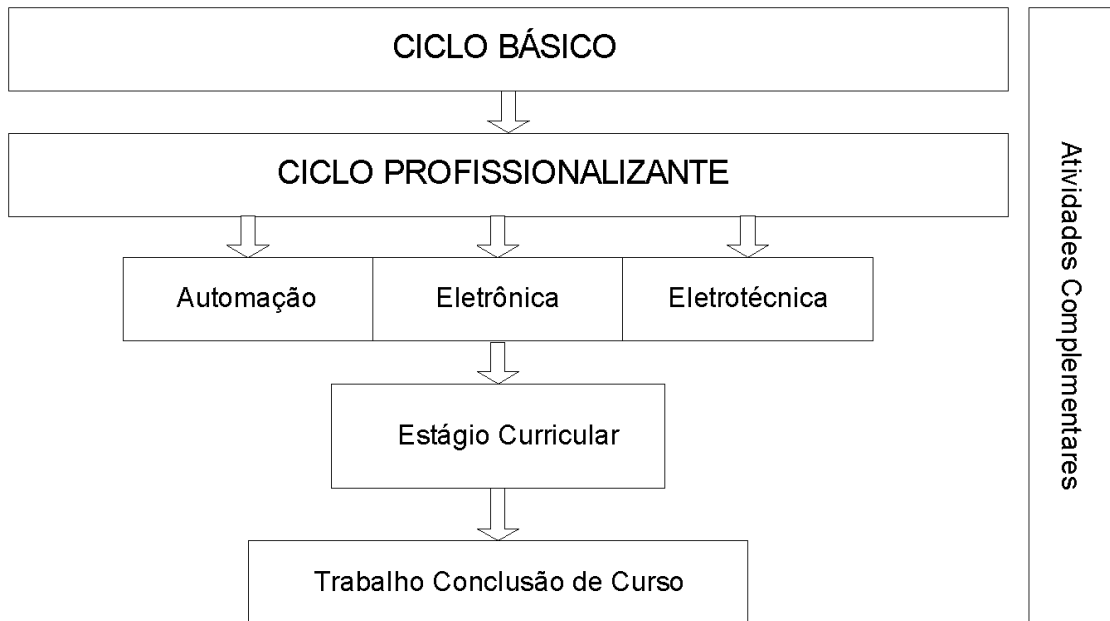 CICLO BÁSICO
CICLO PROFISSIONALIZANTE
Automação
Eletrônica
Eletrotécnica
Estágio Curricular
Trabalho Conclusão de Curso
Atividades Complementares